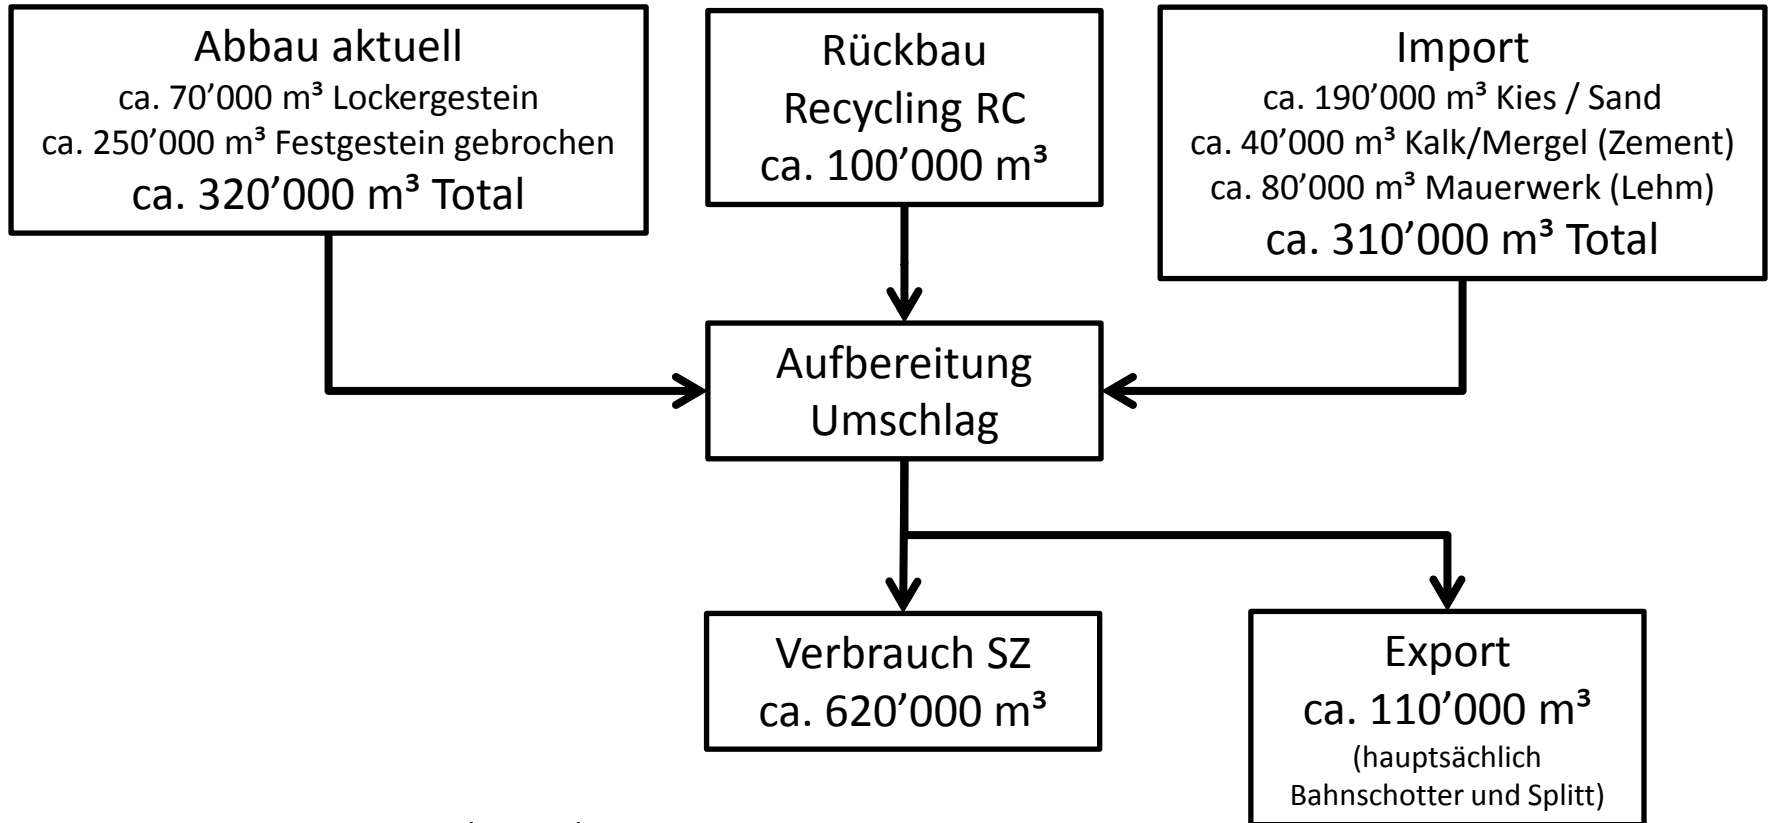 Abbau aktuell
ca. 70’000 m³ Lockergestein
ca. 250’000 m³ Festgestein gebrochen
ca. 320’000 m³ Total
Rückbau
Recycling RC
ca. 100’000 m³
Import
ca. 190’000 m³ Kies / Sand
ca. 40’000 m³ Kalk/Mergel (Zement)
ca. 80’000 m³ Mauerwerk (Lehm)
ca. 310’000 m³ Total
Aufbereitung
Umschlag
Verbrauch SZ
ca. 620’000 m³
Export
ca. 110’000 m³
(hauptsächlich
Bahnschotter und Splitt)